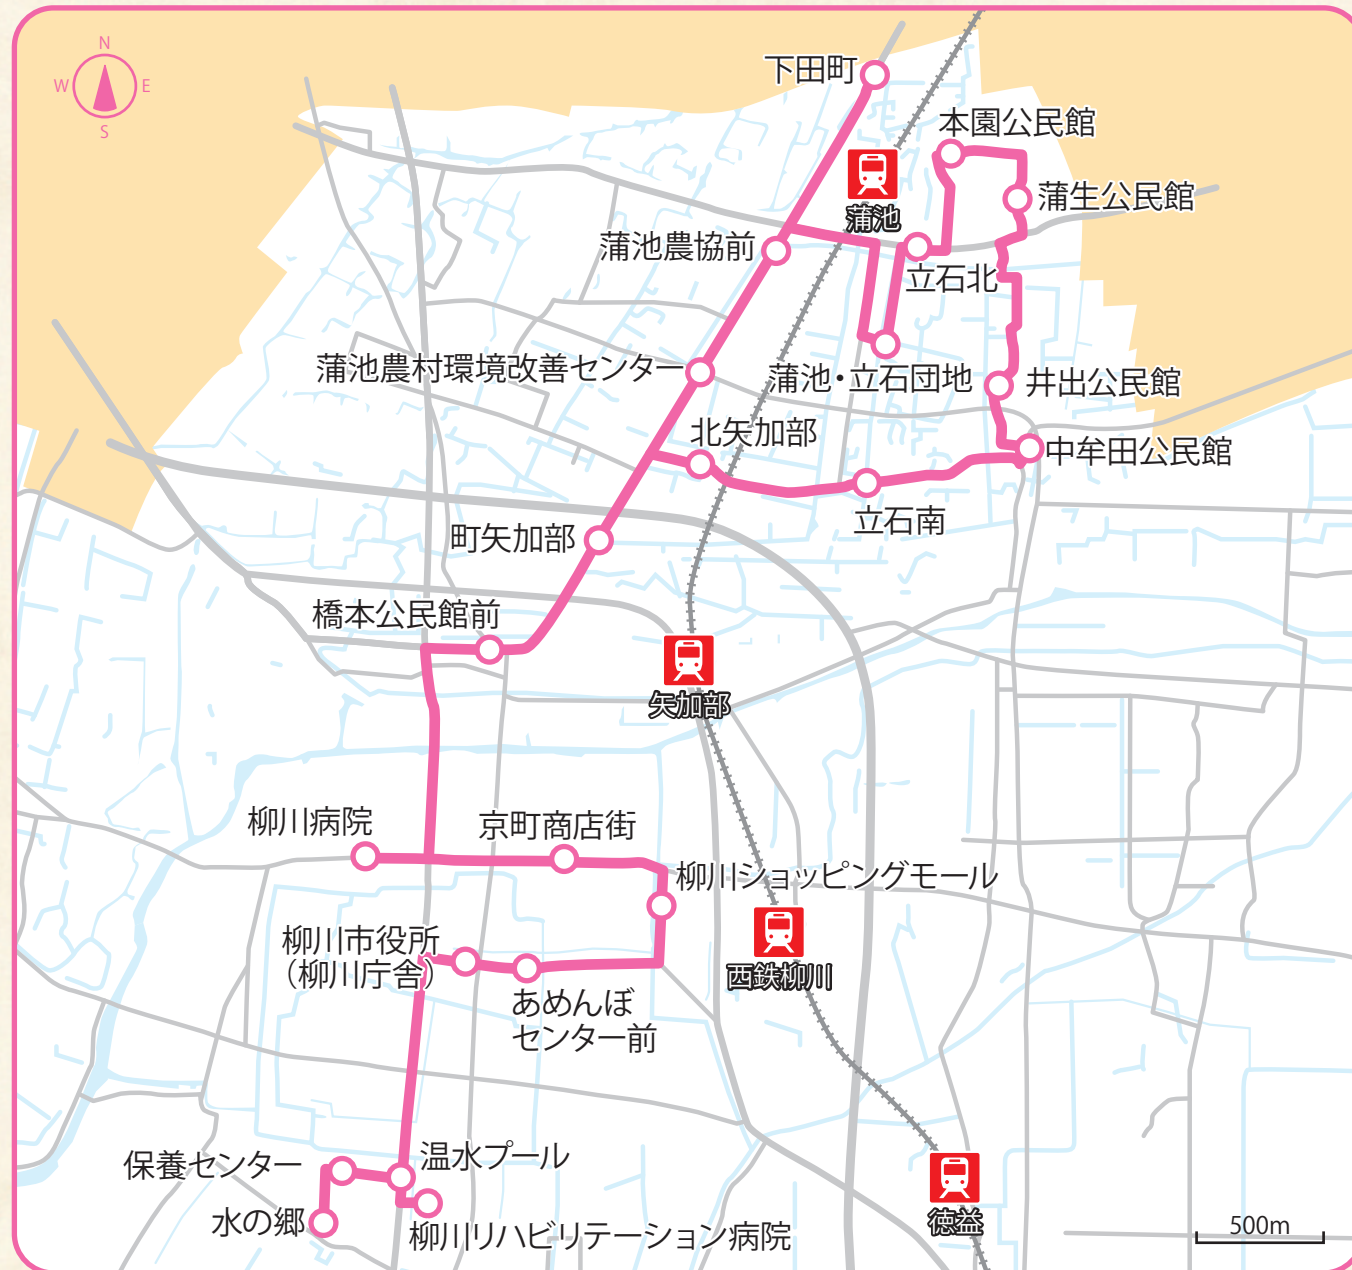 N
W E
S
下田町
本園公民館
蒲池
蒲生公民館
蒲池農協前
立石北
蒲池農村環境改善センター
蒲池・立石団地
井出公民館
北矢加部
中牟田公民館
立石南
町矢加部
橋本公民館前
矢加部
柳川病院
京町商店街
柳川ショッピングモール
柳川市役所
（柳川庁舎）
西鉄柳川
あめんぼ
センター前
保養センター
温水プール
水の郷
柳川リハビリテーション病院
徳益
500m